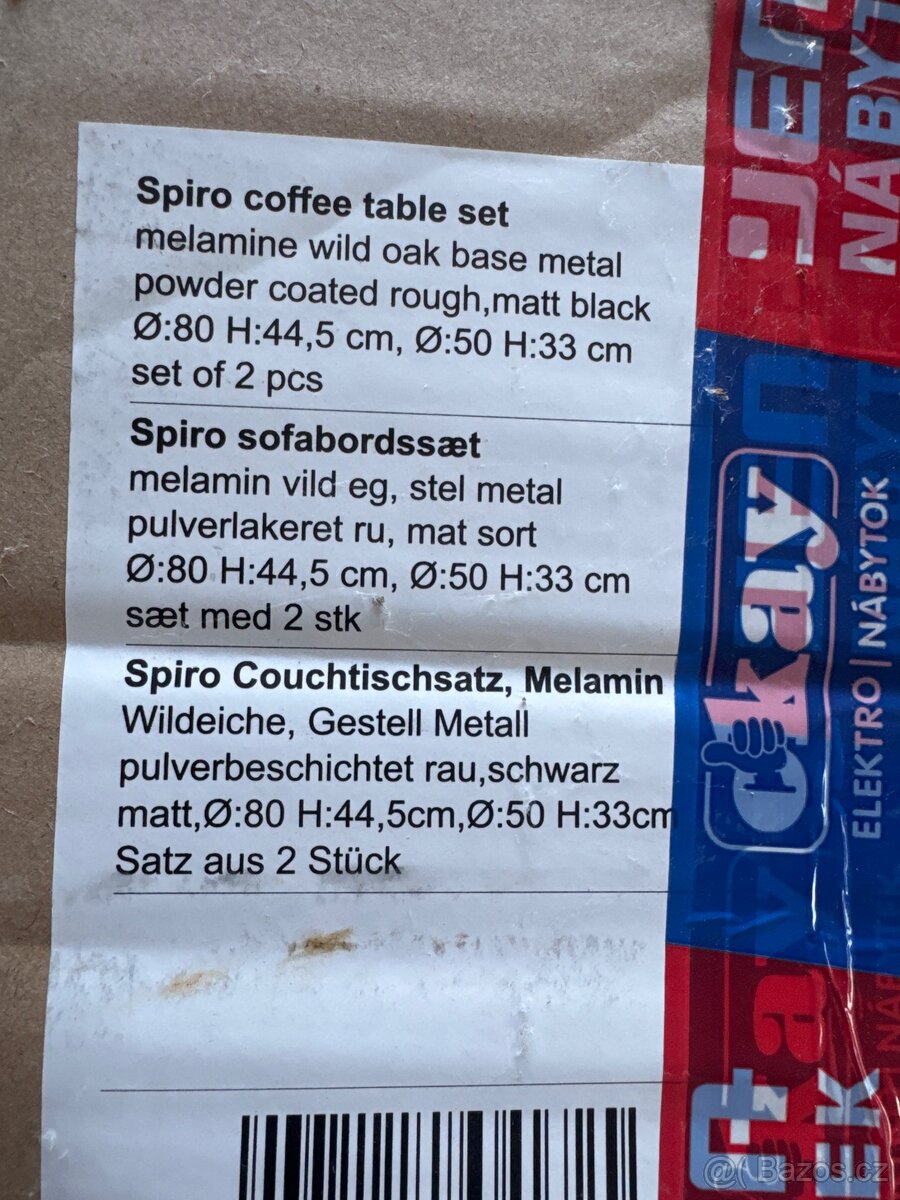 Spiro coffee table set
melamine wild oak base metal
powder coated rough,matt black
Ø:80 H:44,5 cm, Ø:50 H:33 cm
set of 2 pcs
Spiro sofabordssæt
melamin vild eg, stel metal
pulverlakeret ru, mat sort
Ø:80 H:44,5 cm, Ø:50 H:33 cm
sæt med 2 stk
Spiro Couchtischsatz, Melamin
Wildeiche, Gestell Metall
pulverbeschichtet rau,schwarz
matt,Ø:80 H:44,5cm,Ø:50 H:33cm
Satz aus 2 Stück
okay
ELEKTRO | NÁBYTOK
@ Bazos.cz